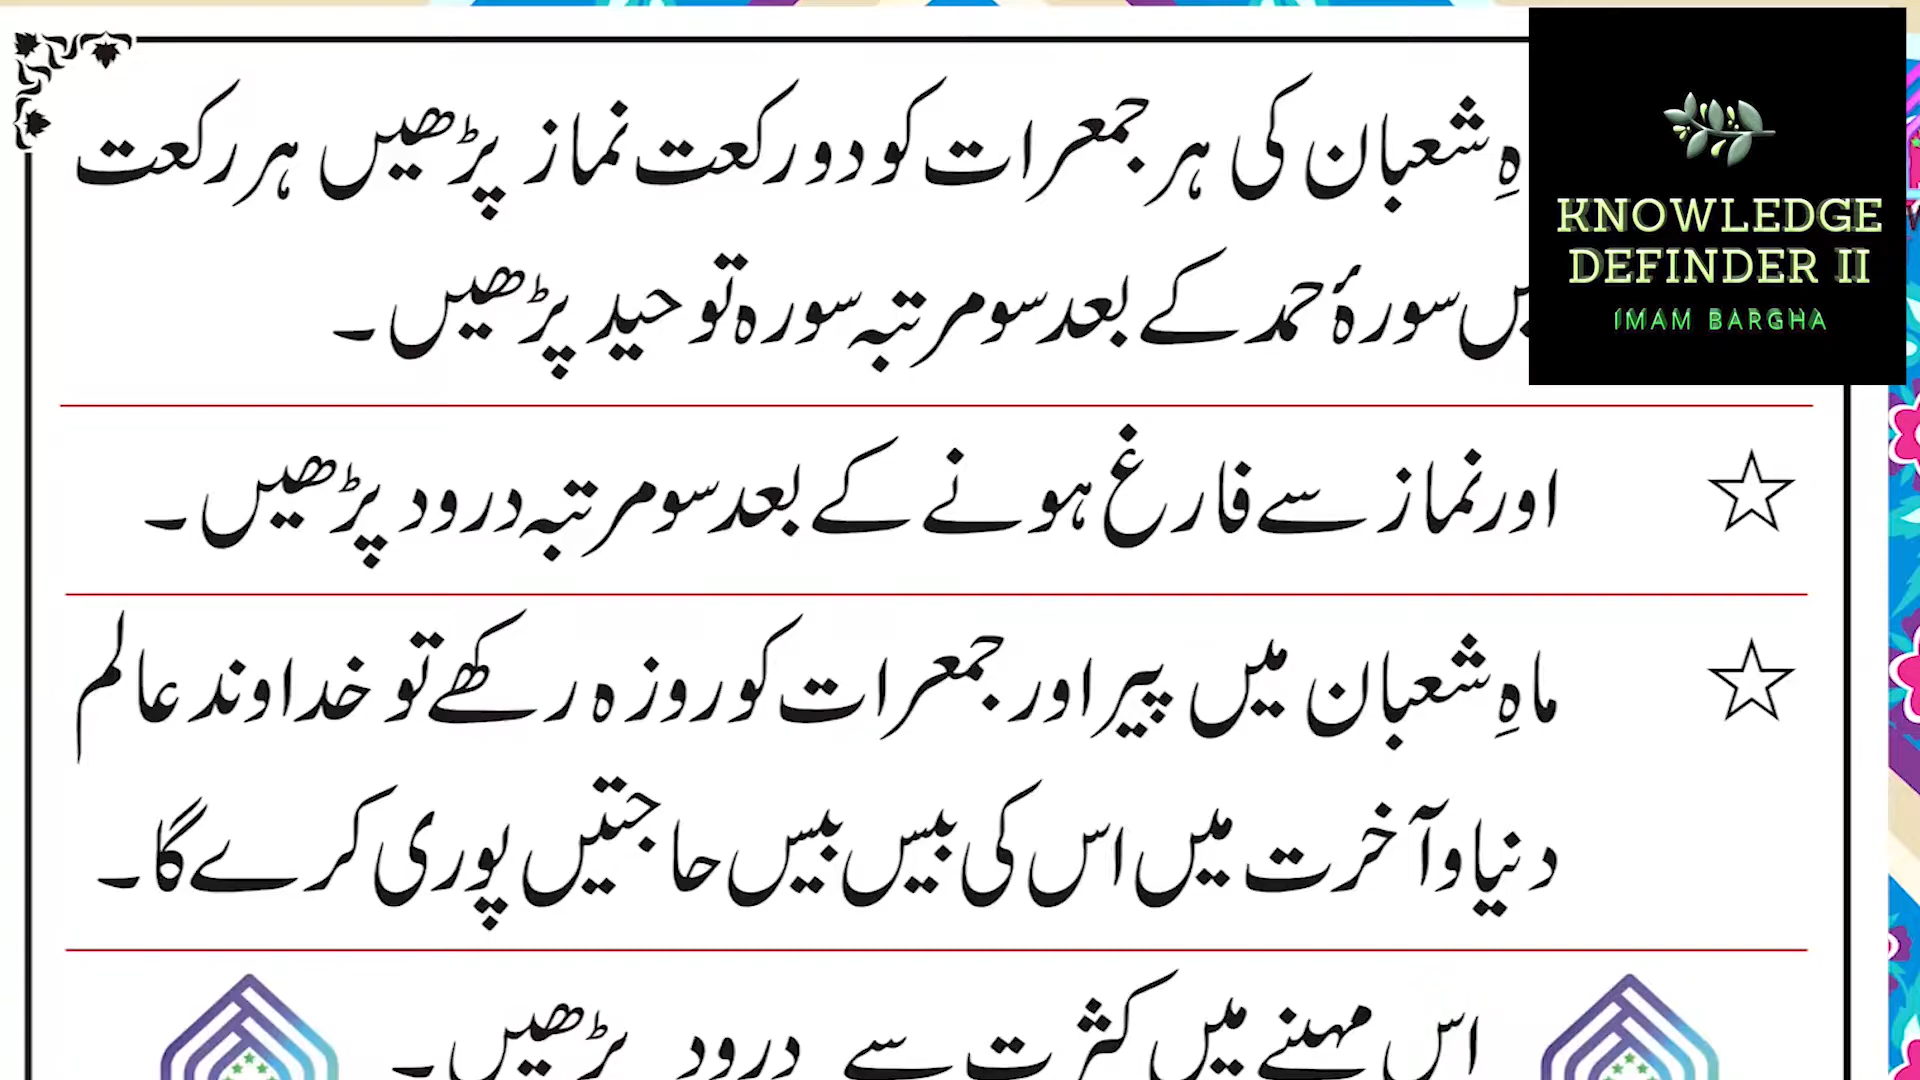 شعبان کی ہر جمعرات کو دو رکعت نماز پڑھیں ہر رکعت
سورۂ حمد کے بعد سو مرتبہ سورہ توحید پڑھیں۔
KNOWLEDGE
DEFINDER II
IMAM BARGHA
اور نماز سے فارغ ہونے کے بعد سو مرتبہ درود پڑھیں۔
ماہِ شعبان میں پیر اور جمعرات کو روزہ رکھے تو خداوند عالم
دنیا و آخرت میں اس کی بیس بیس حاجتیں پوری کرے گا۔
اس مہینے میں کثرت سے درود پڑھیں۔